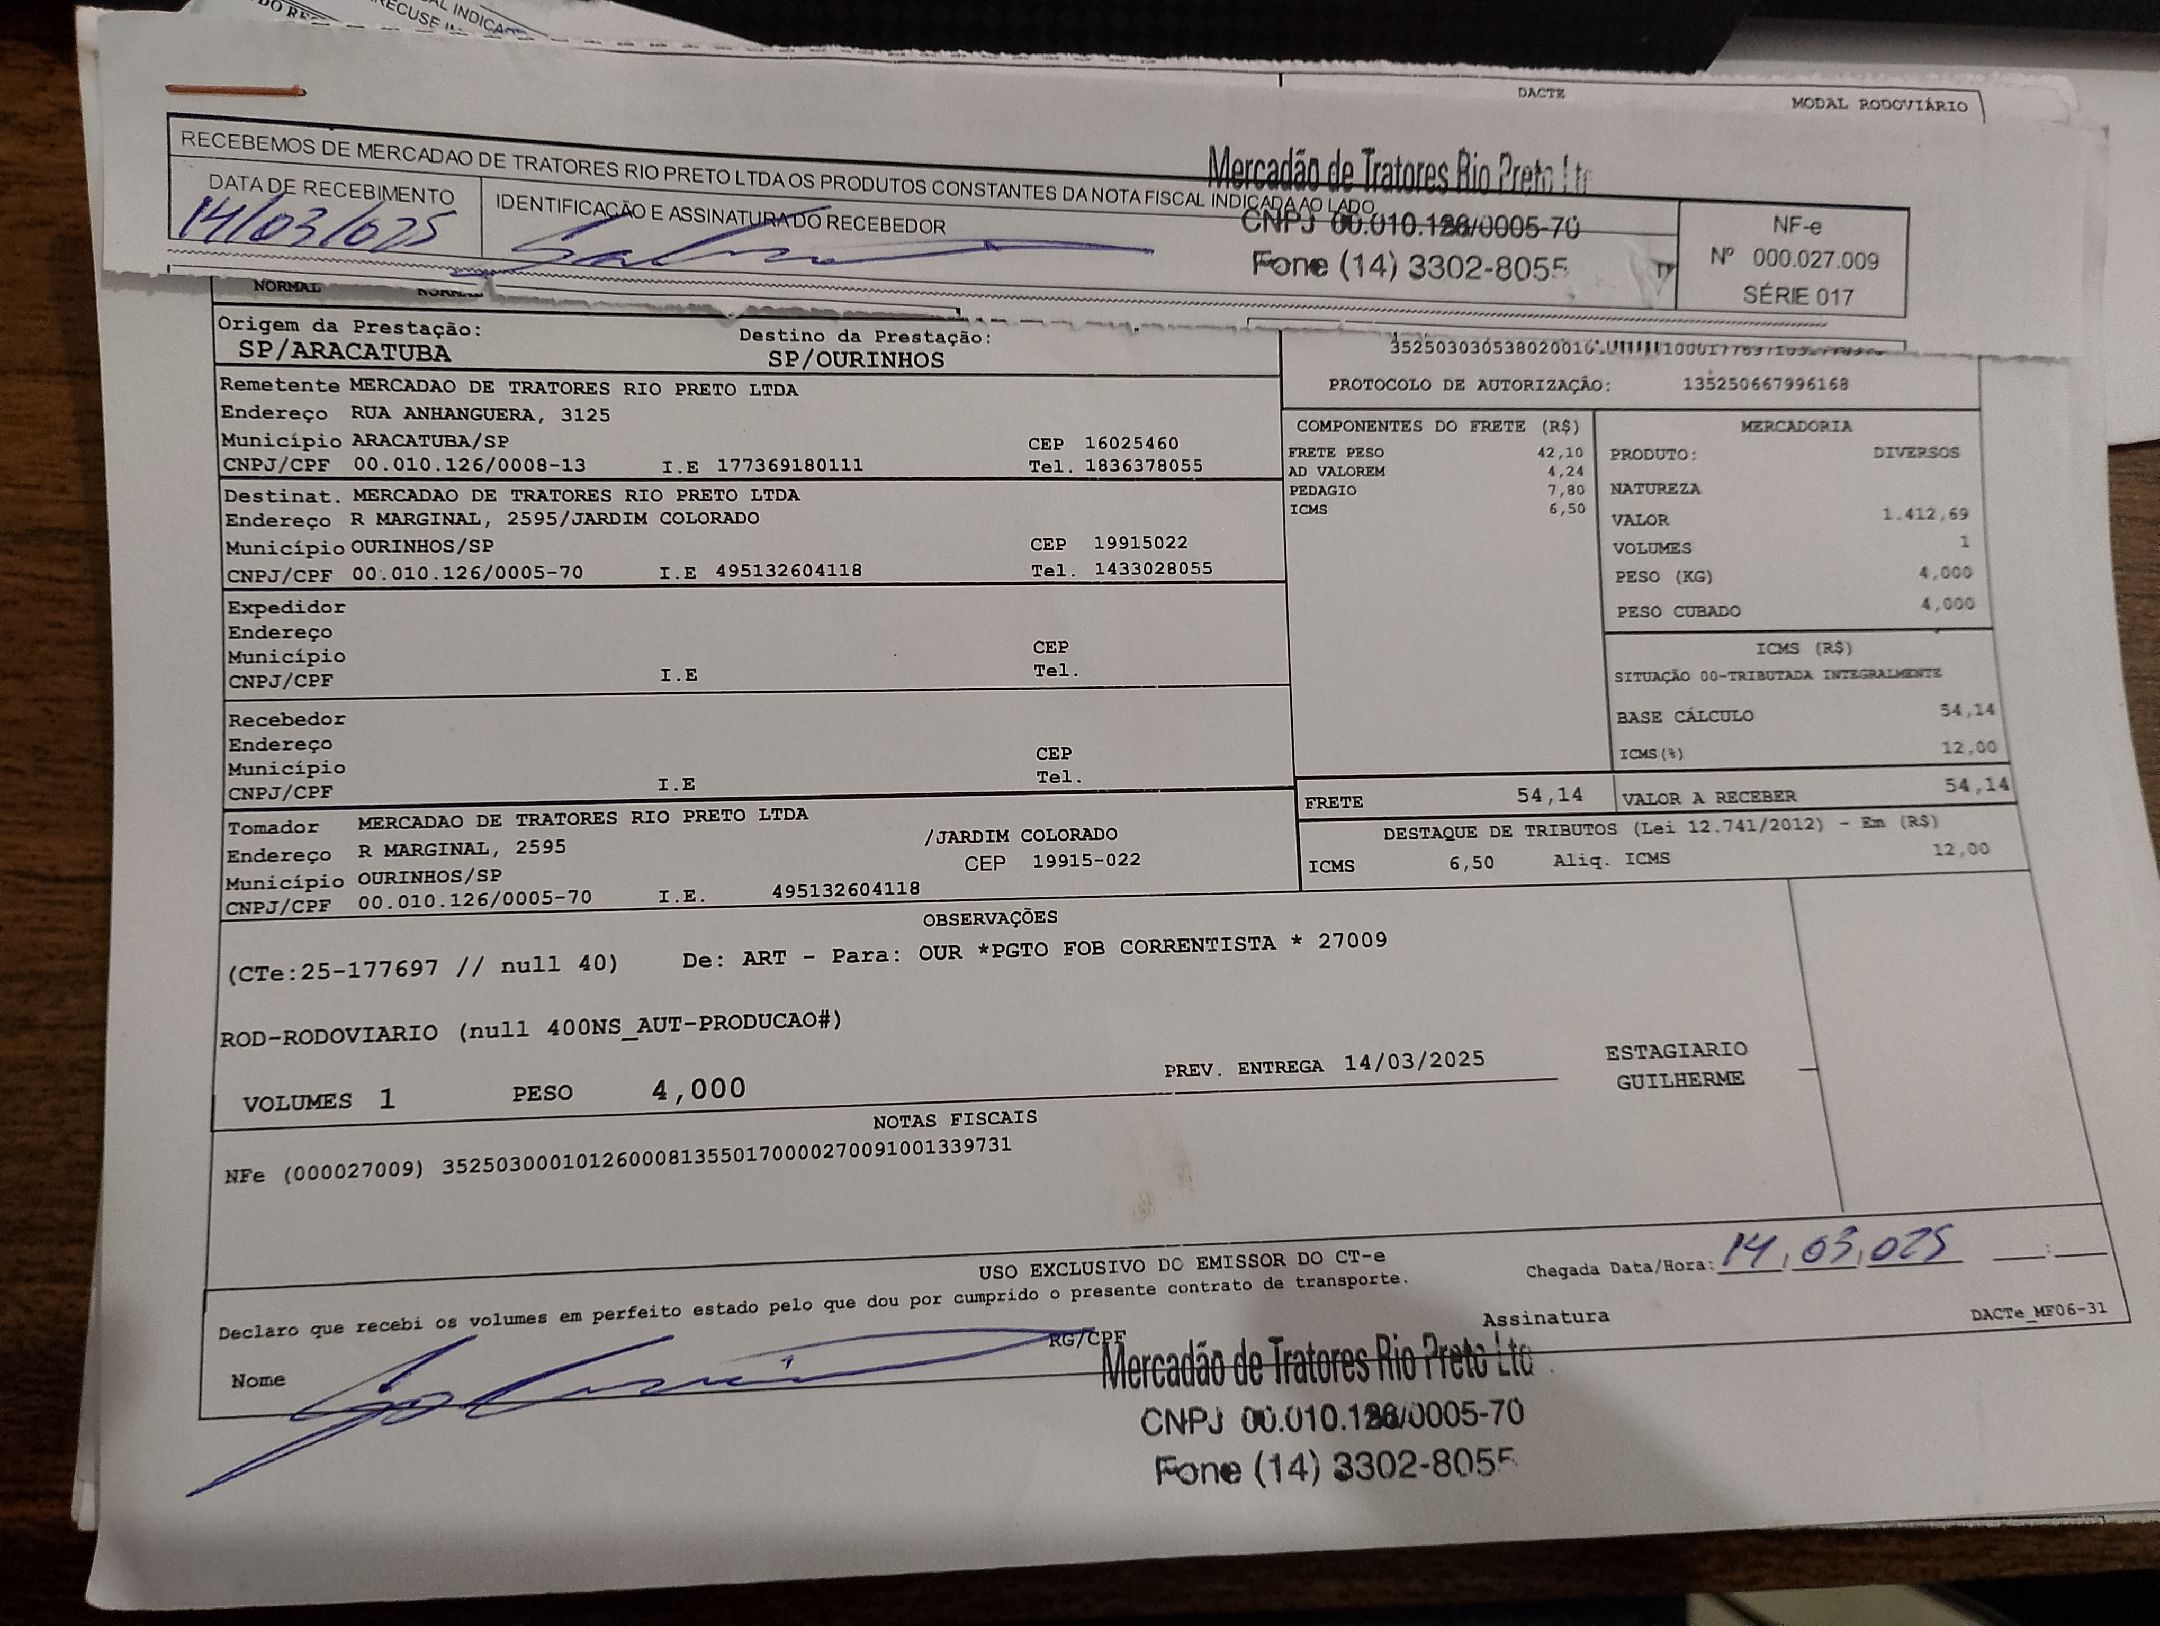 DO RE
RECUSE
AL INDICA
DACTE
MODAL RODOVIÁRIO
RECEBEMOS DE MERCADAO DE TRATORES RIO PRETO LTDA OS PRODUTOS CONSTANTES DA NOTA FISCAL INDICADA AO LADO
DATA DE RECEBIMENTO
14/03/025
IDENTIFICAÇÃO E ASSINATURA DO RECEBEDOR
Mercadão de Tratores Rio Preto Lt
CNPJ 00.010.126/0005-70
Fone (14) 3302-8055
NF-e
Nº 000.027.009
SÉRIE 017
NORMAL NORMAL
Origem da Prestação: Destino da Prestação:
SP/ARACATUBA SP/OURINHOS
PROTOCOLO DE AUTORIZAÇÃO: 135250667996168
Remetente MERCADAO DE TRATORES RIO PRETO LTDA
Endereço RUA ANHANGUERA, 3125
Município ARACATUBA/SP CEP 16025460
CNPJ/CPF 00.010.126/0008-13 I.E 177369180111 Tel. 1836378055
Destinat. MERCADAO DE TRATORES RIO PRETO LTDA
Endereço R MARGINAL, 2595/JARDIM COLORADO
Município OURINHOS/SP CEP 19915022
CNPJ/CPF 00.010.126/0005-70 I.E 495132604118 Tel. 1433028055
Expedidor
Endereço
Município CEP
CNPJ/CPF I.E Tel.
Recebedor
Endereço
Município CEP
CNPJ/CPF I.E Tel.
Tomador MERCADAO DE TRATORES RIO PRETO LTDA
Endereço R MARGINAL, 2595 /JARDIM COLORADO
Município OURINHOS/SP CEP 19915-022
CNPJ/CPF 00.010.126/0005-70 I.E. 495132604118
COMPONENTES DO FRETE (R$)
FRETE PESO 42,10
AD VALOREM 4,24
PEDAGIO 7,80
ICMS 6,50
MERCADORIA
PRODUTO: DIVERSOS
NATUREZA
VALOR 1.412,69
VOLUMES 1
PESO (KG) 4,000
PESO CUBADO 4,000
ICMS (R$)
SITUAÇÃO 00-TRIBUTADA INTEGRALMENTE
BASE CÁLCULO 54,14
ICMS(%) 12,00
FRETE 54,14 VALOR A RECEBER 54,14
DESTAQUE DE TRIBUTOS (Lei 12.741/2012) - Em (R$)
ICMS 6,50 Aliq. ICMS 12,00
OBSERVAÇÕES
(CTe:25-177697 // null 40) De: ART - Para: OUR *PGTO FOB CORRENTISTA * 27009
ROD-RODOVIARIO (null 400NS_AUT-PRODUCAO#)
VOLUMES 1 PESO 4,000 PREV. ENTREGA 14/03/2025
ESTAGIARIO
GUILHERME
NOTAS FISCAIS
NFe (000027009) 35250300010126000813550170000270091001339731
USO EXCLUSIVO DO EMISSOR DO CT-e
Declaro que recebi os volumes em perfeito estado pelo que dou por cumprido o presente contrato de transporte.
Chegada Data/Hora: 14,03,025 __:__
Nome RG/CPF Assinatura
DACTe_MF06-31
Mercadão de Tratores Rio Preto Ltd
CNPJ 00.010.126/0005-70
Fone (14) 3302-8055